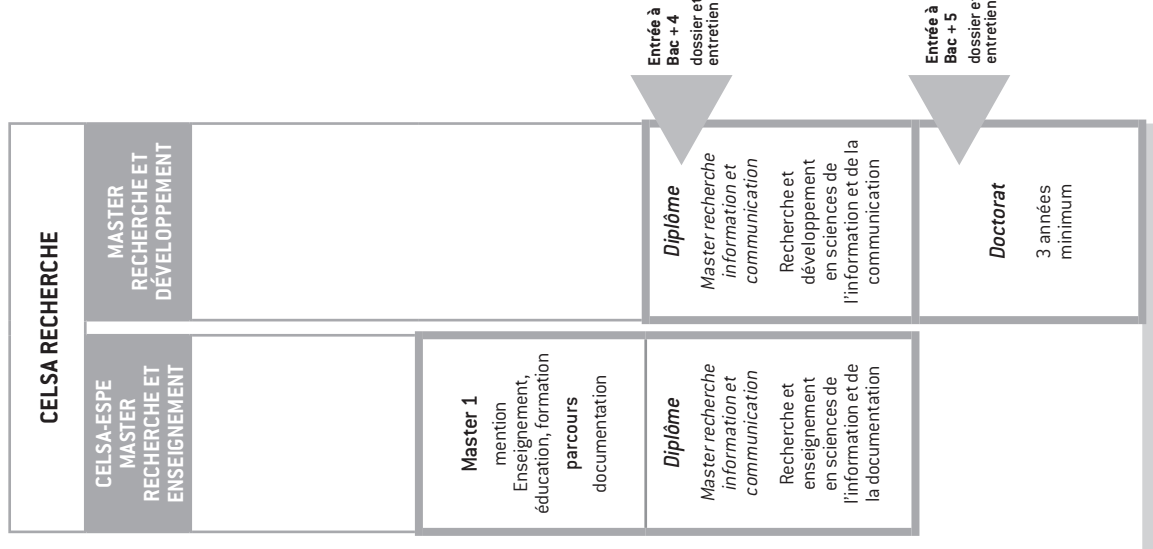 CELSA RECHERCHE
CELSA-ESPE
MASTER
RECHERCHE ET
ENSEIGNEMENT
MASTER
RECHERCHE ET
DÉVELOPPEMENT
Master 1
mention
Enseignement,
éducation, formation
parcours
documentation
Diplôme
Master recherche
information et
communication
Recherche et
enseignement
en sciences de
l'information et de
la documentation
Diplôme
Master recherche
information et
communication
Recherche et
développement
en sciences de
l'information et de la
communication
Entrée à
Bac + 4
dossier et
entretien
Doctorat
3 années
minimum
Entrée à
Bac + 5
dossier et
entretien